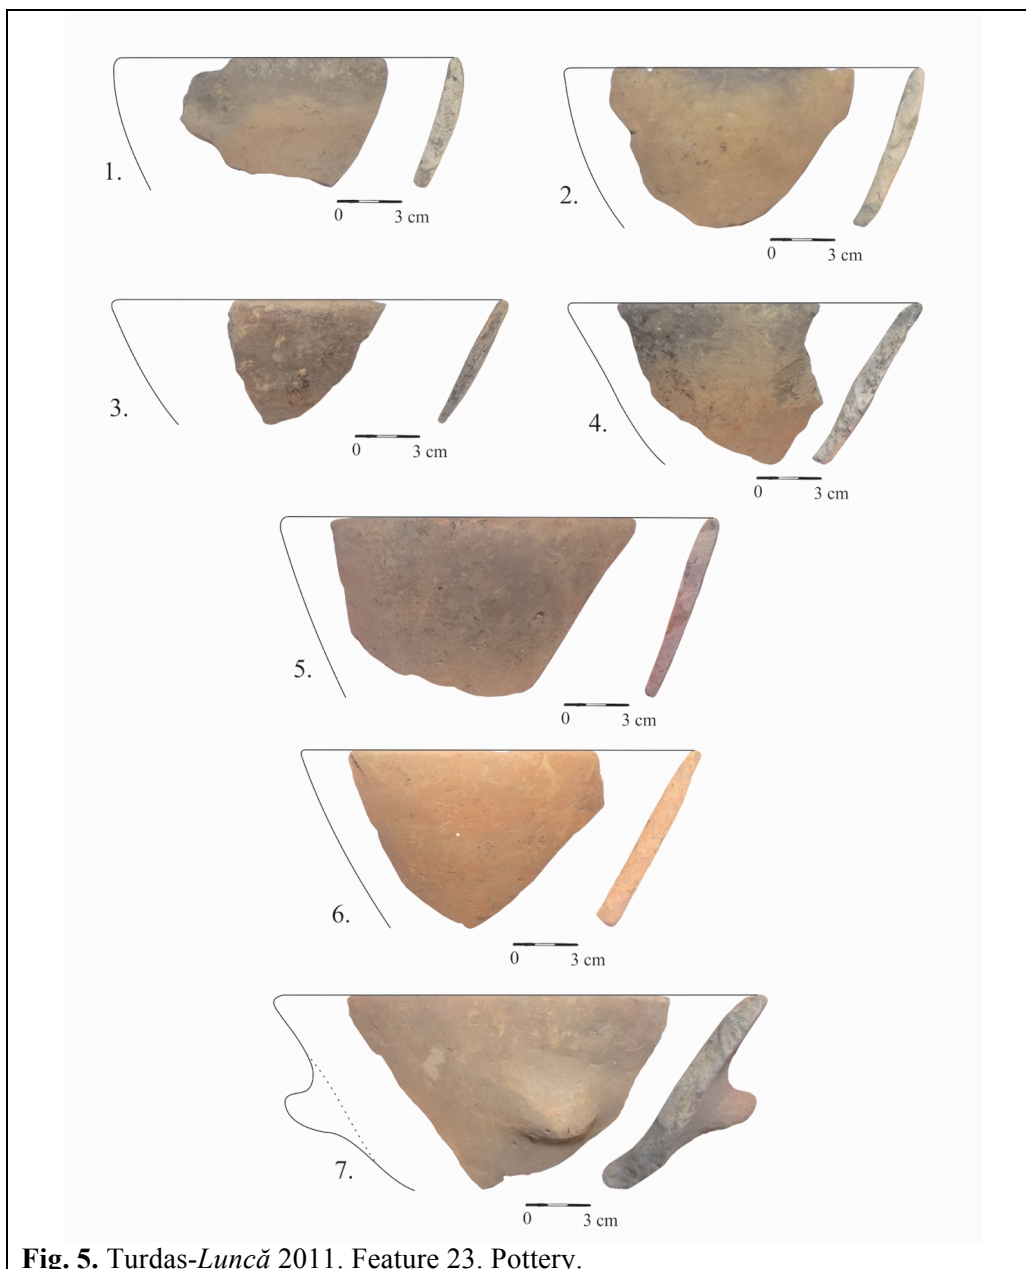 1.
0 3 cm
2.
0 3 cm
3.
0 3 cm
4.
0 3 cm
5.
0 3 cm
6.
0 3 cm
7.
0 3 cm
Fig. 5. Turdaş-Luncă 2011. Feature 23. Pottery.